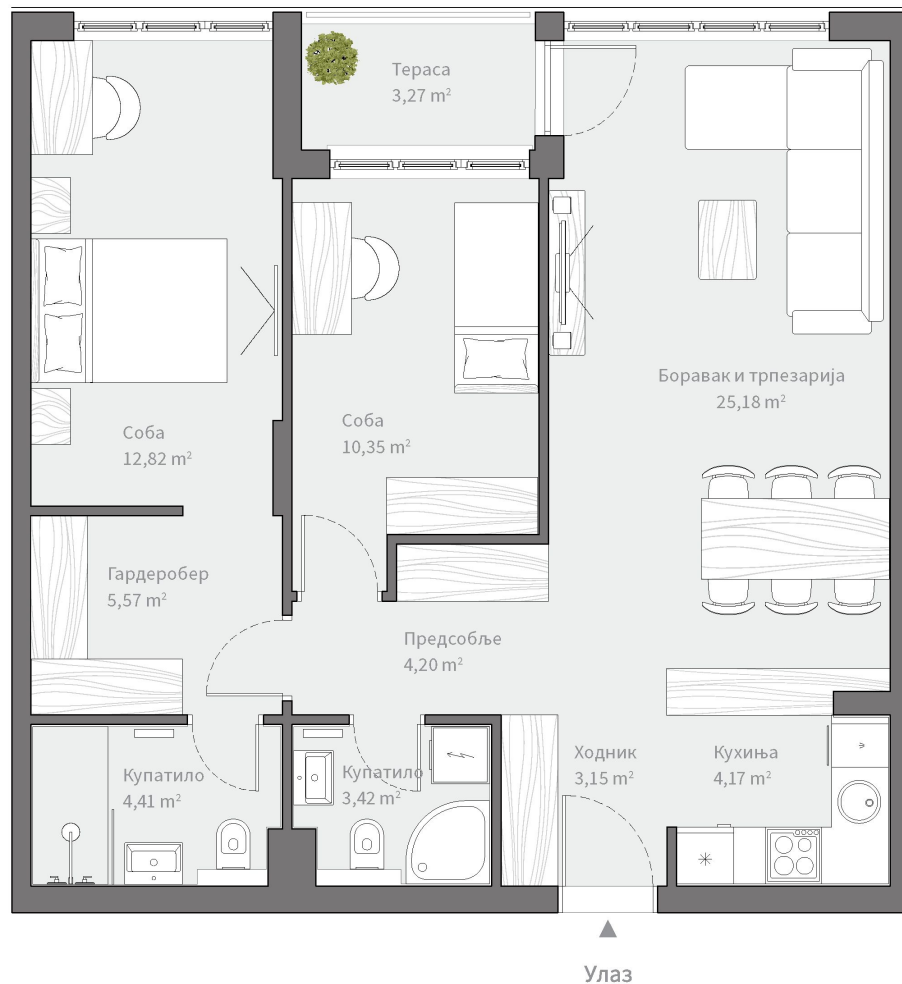 Тераса
3,27 m²
Боравак и трпезарија
25,18 m²
Соба
12,82 m²
Соба
10,35 m²
Гардеробер
5,57 m²
Предсобље
4,20 m²
Купатило
4,41 m²
Купатило
3,42 m²
Ходник
3,15 m²
Кухиња
4,17 m²
Улаз